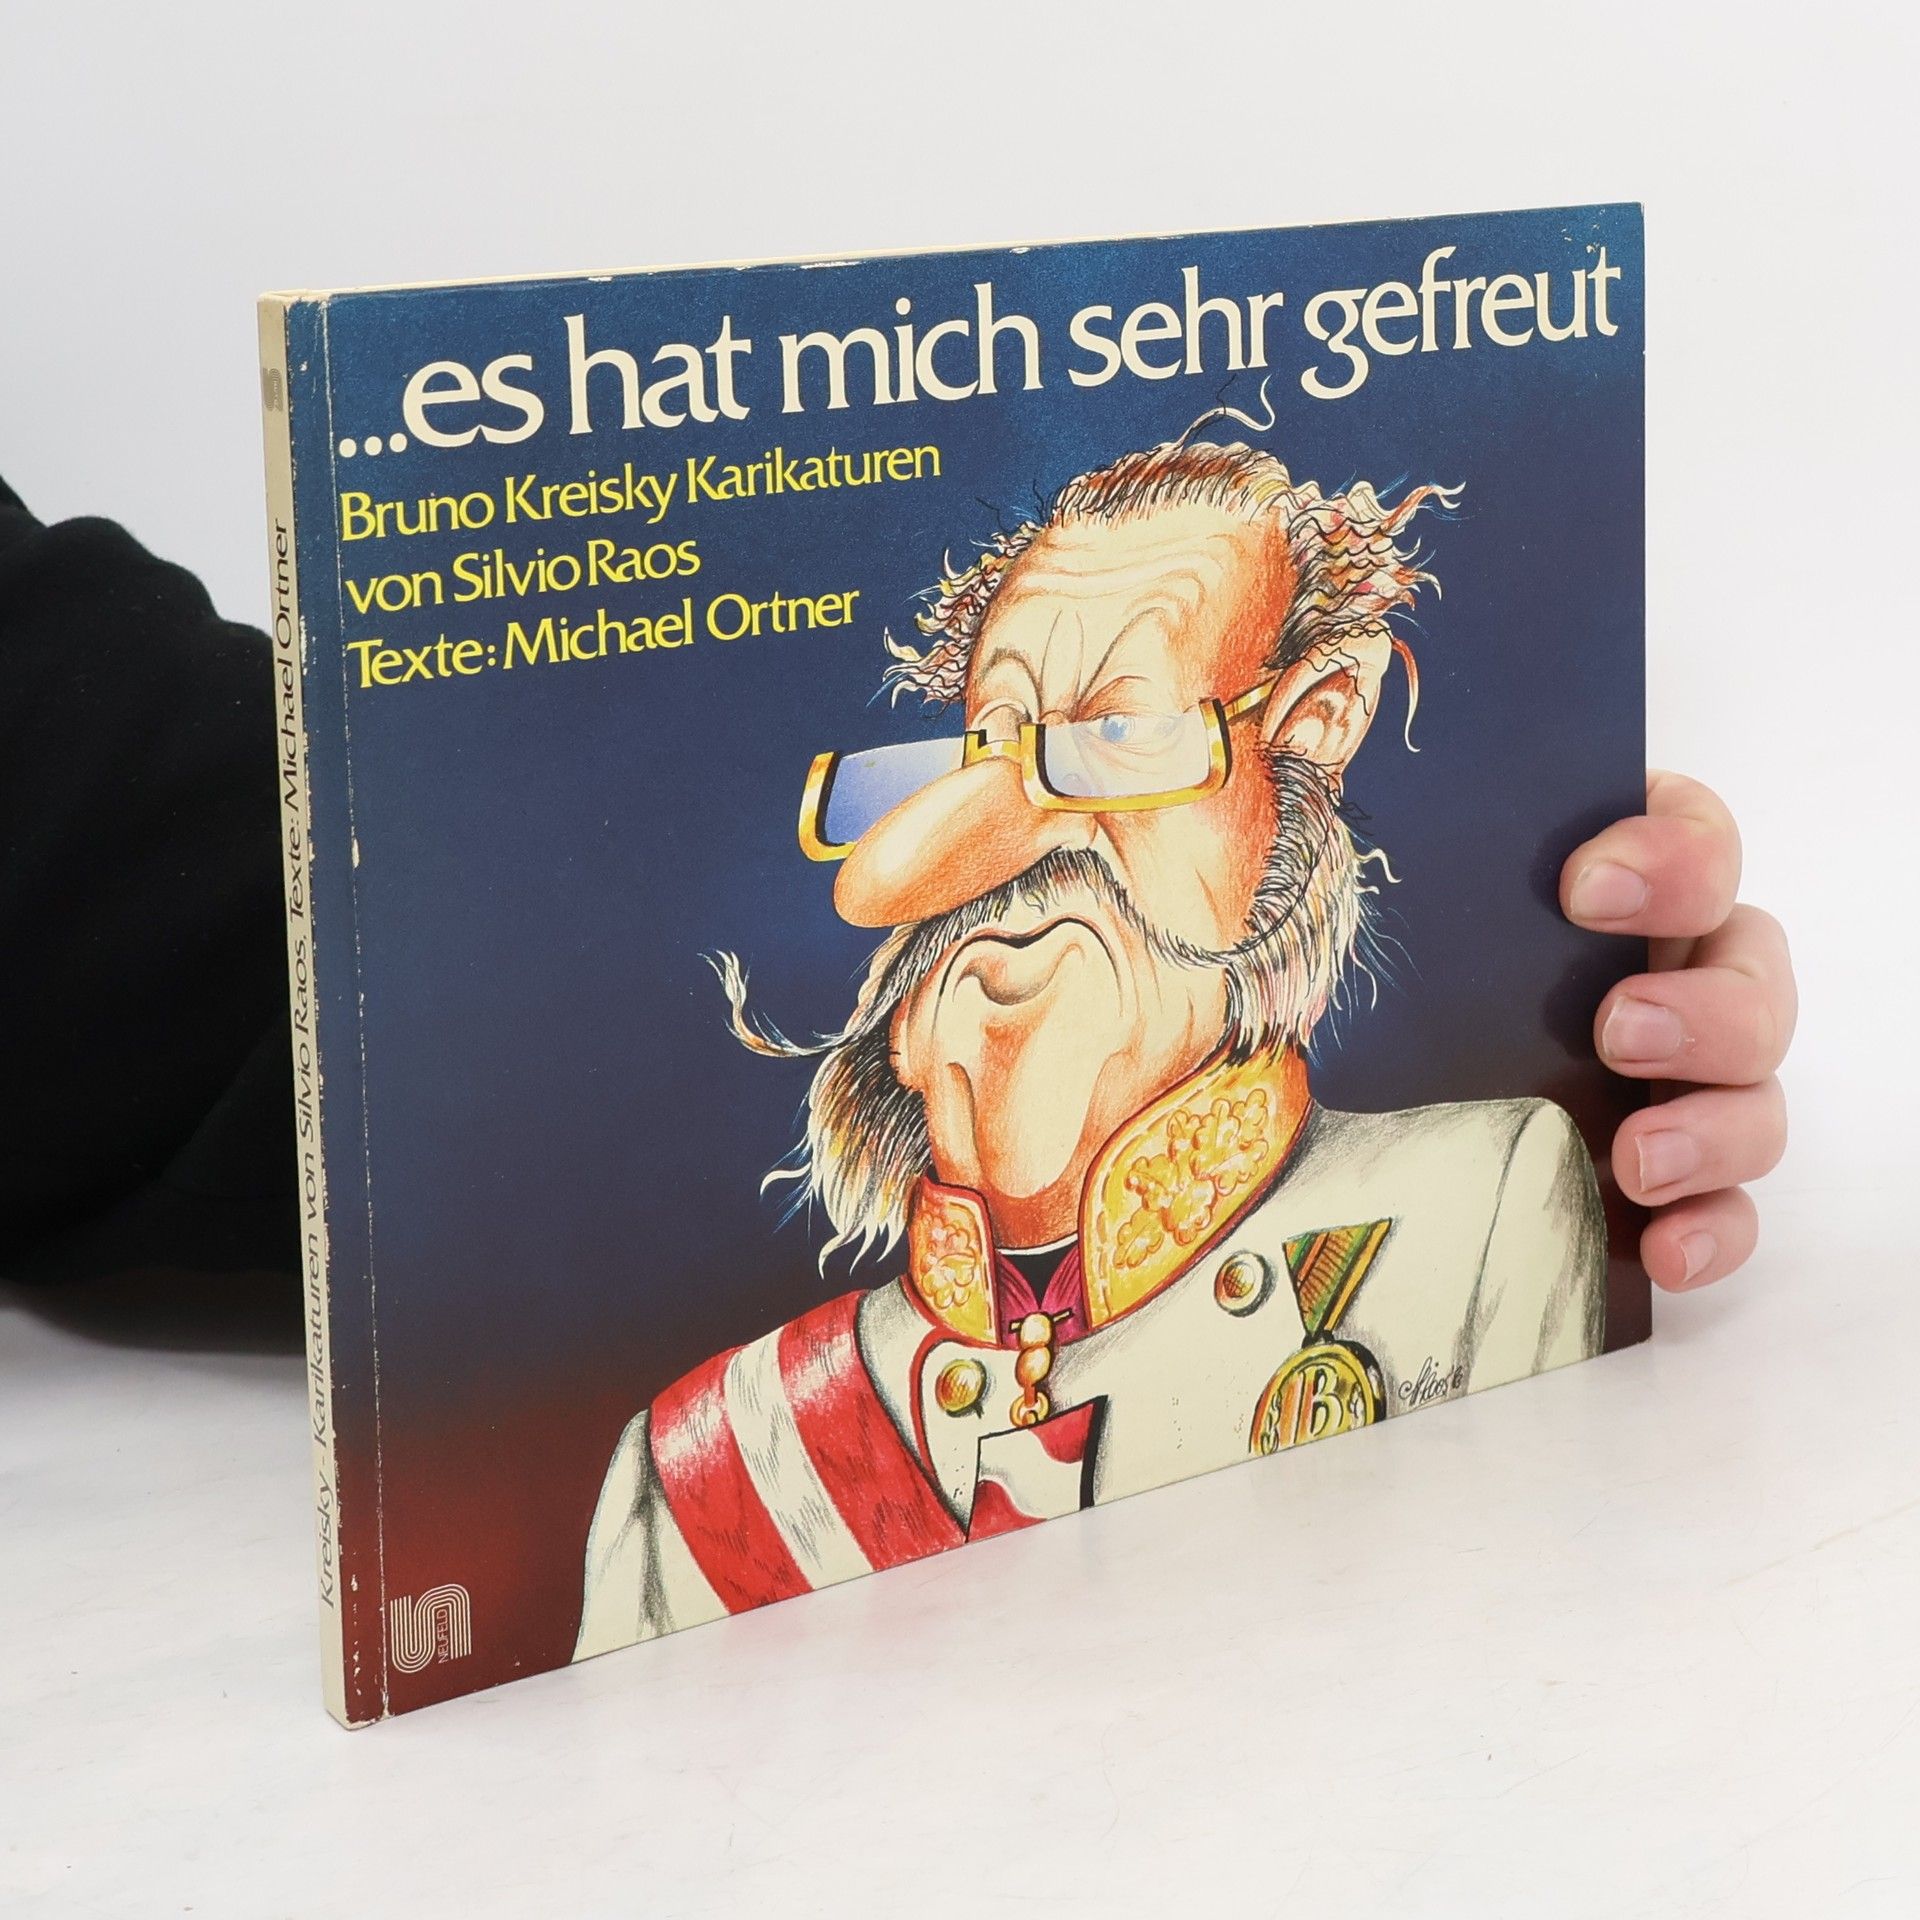 ...es hat mich sehr gefreut
Bruno Kreisky Karikaturen
von Silvio Raos
Texte: Michael Ortner
Kreisky - Karikaturen von Silvio Raos, Texte: Michael Ortner
NEUFELD
B